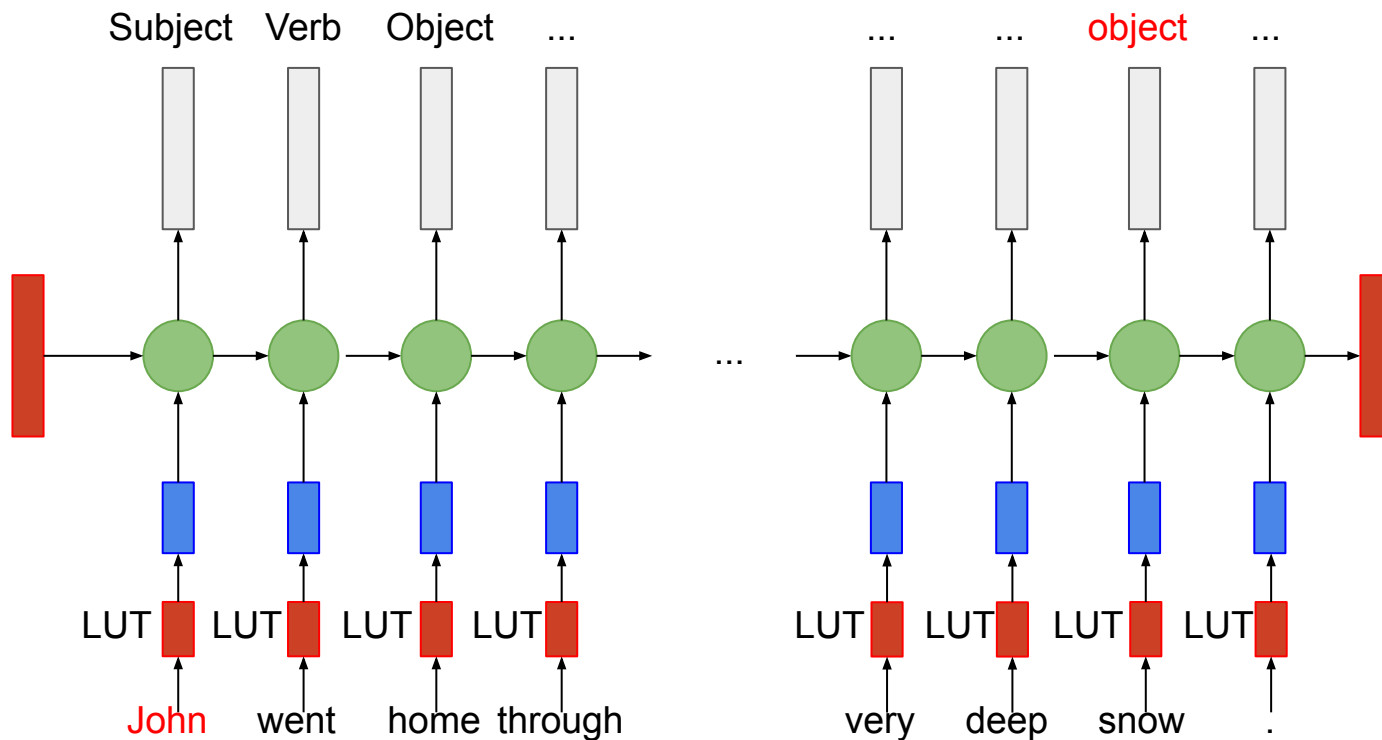 Subject Verb Object ... ... ... object ...
...
LUT LUT LUT LUT LUT LUT LUT LUT
John went home through very deep snow .